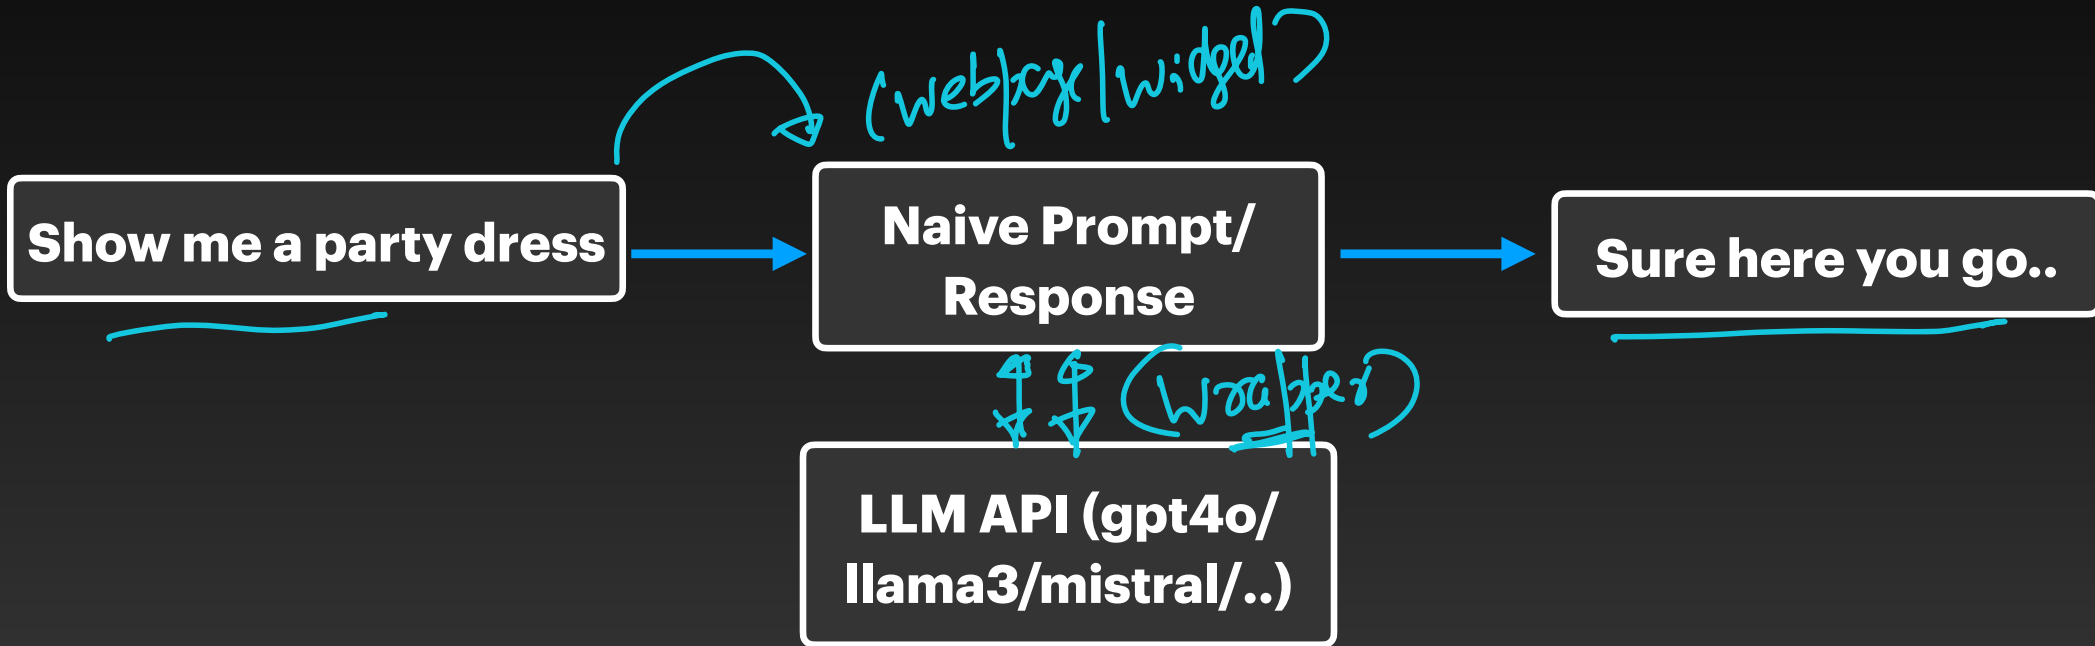 (webpage/widget)
Show me a party dress
Naive Prompt/
Response
Sure here you go..
(wrapper)
LLM API (gpt4o/
llama3/mistral/..)